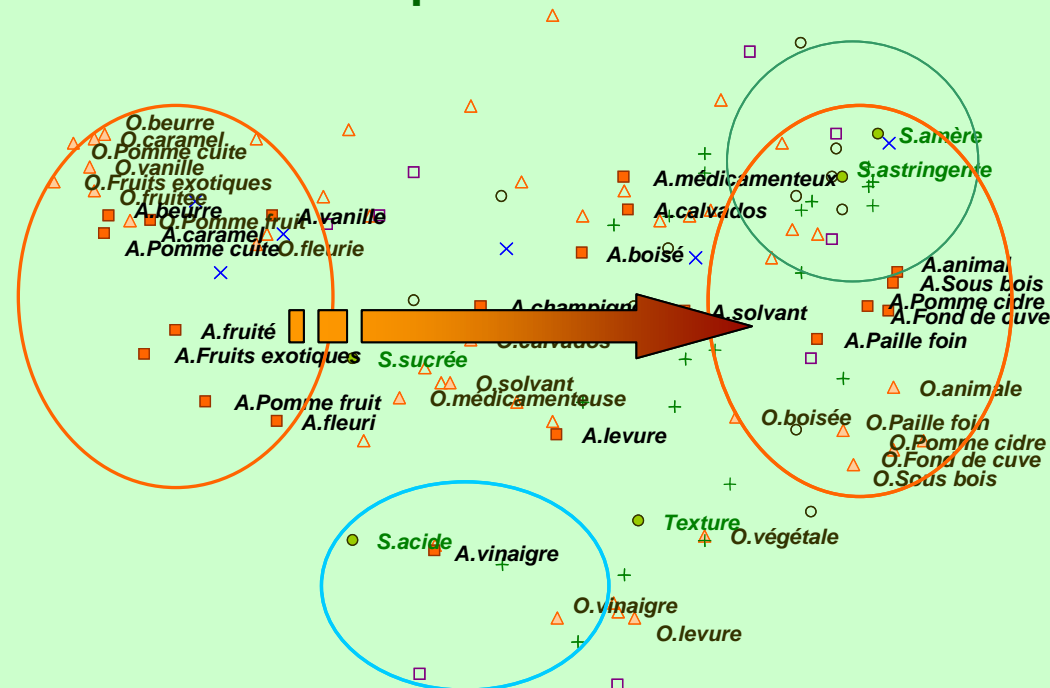 O.beurre
O.caramel
O.Pomme cuite
O.vanille
O.Fruits exotiques
O.fruitée
A.beurre
O.Pomme fruit
A.vanille
A.caramel
A.Pomme cuite
O.fleurie
A.fruité
A.Fruits exotiques
A.Pomme fruit
A.fleuri
S.sucrée
O.calvados
O.solvant
O.médicamenteuse
A.levure
A.médicamenteux
A.calvados
A.boisé
A.solvant
S.amère
S.astringente
A.animal
A.Sous bois
A.Pomme cidre
A.Fond de cuve
A.Paille foin
O.animale
O.boisée
O.Paille foin
O.Pomme cidre
O.Fond de cuve
O.Sous bois
S.acide
A.vinaigre
Texture
O.végétale
O.vinaigre
O.levure